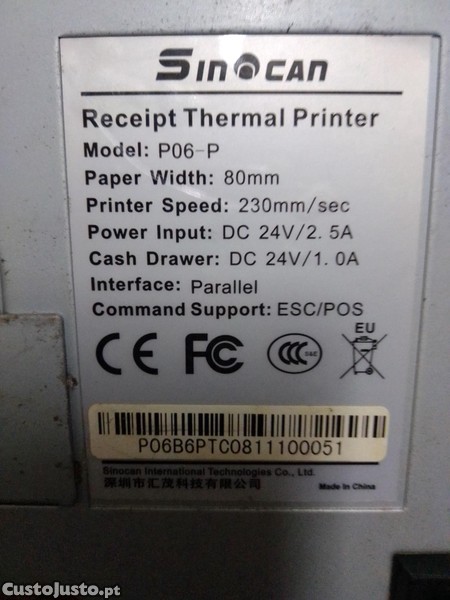 Sinocan
Receipt Thermal Printer
Model: P06-P
Paper Width: 80mm
Printer Speed: 230mm/sec
Power Input: DC 24V/2.5A
Cash Drawer: DC 24V/1.0A
Interface: Parallel
Command Support: ESC/POS
EU
CE FC CCC S&E
P06B6PTC0811100051
Sinocan International Technologies Co., Ltd.
深圳市汇茂科技有限公司
Made in China
CustoJusto.pt